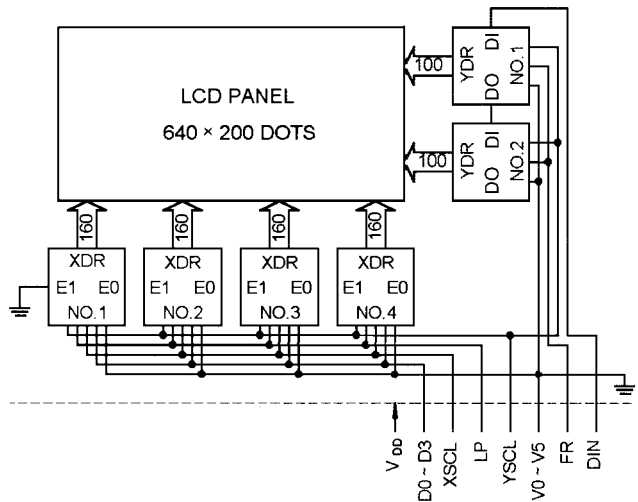 LCD PANEL
640 × 200 DOTS
100
YDR
DI
DO
NO.1
100
YDR
DI
DO
NO.2
160
160
160
160
XDR
E1 E0
NO.1
XDR
E1 E0
NO.2
XDR
E1 E0
NO.3
XDR
E1 E0
NO.4
VDD
D0 ~ D3
XSCL
LP
YSCL
V0 ~ V5
FR
DIN